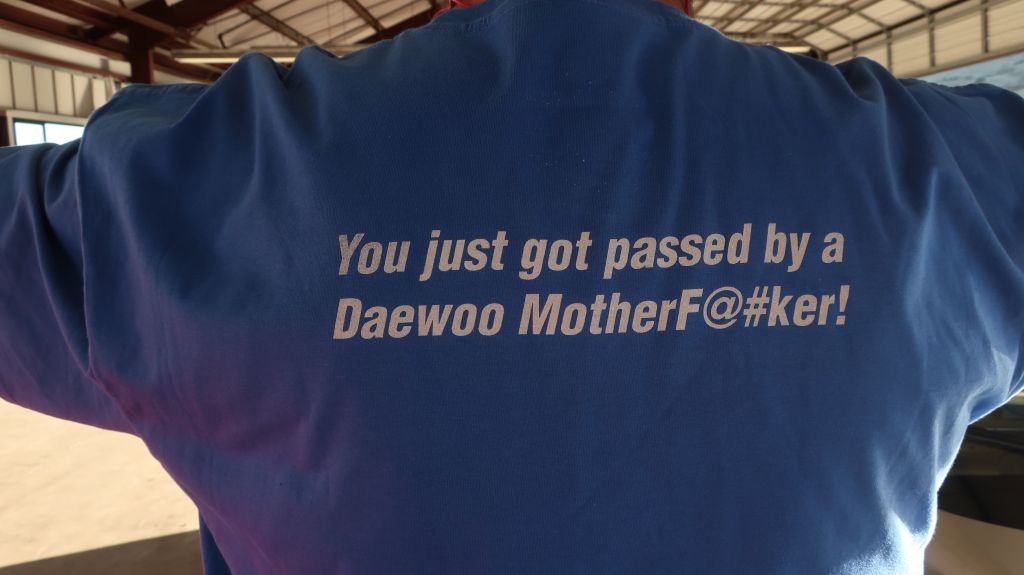 You just got passed by a
Daewoo MotherF@#ker!